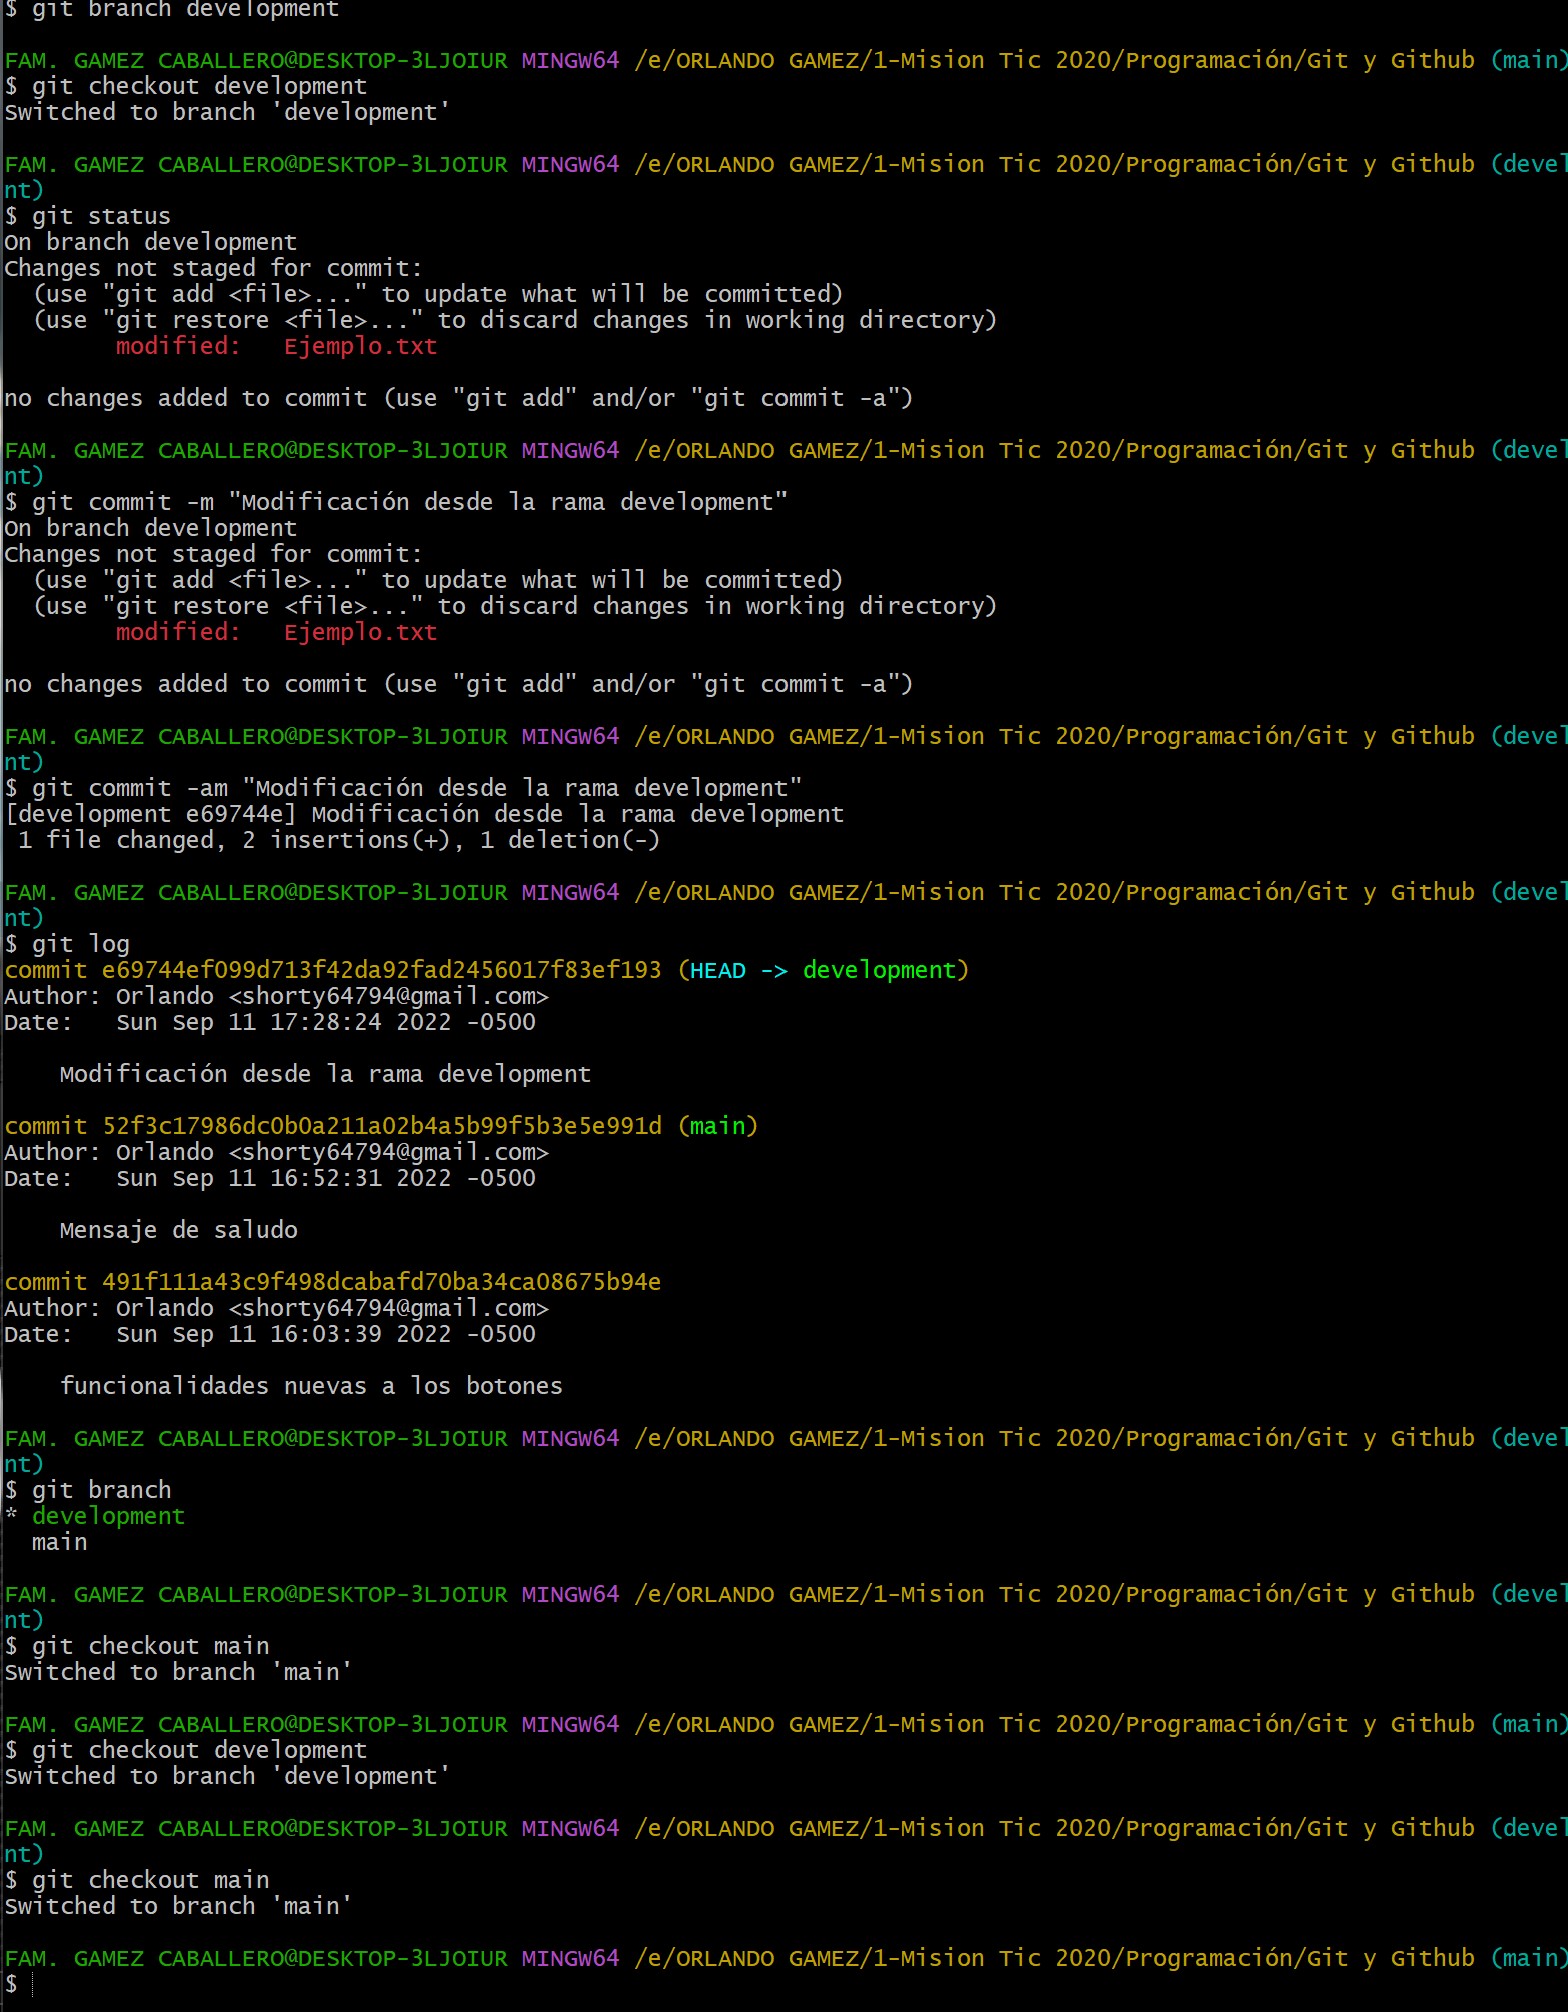 $ git branch development
FAM. GAMEZ CABALLERO@DESKTOP-3LJOIUR MINGW64 /e/ORLANDO GAMEZ/1-Mision Tic 2020/Programación/Git y Github (main)
$ git checkout development
Switched to branch 'development'
FAM. GAMEZ CABALLERO@DESKTOP-3LJOIUR MINGW64 /e/ORLANDO GAMEZ/1-Mision Tic 2020/Programación/Git y Github (devel
nt)
$ git status
On branch development
Changes not staged for commit:
  (use "git add <file>..." to update what will be committed)
  (use "git restore <file>..." to discard changes in working directory)
        modified:   Ejemplo.txt
no changes added to commit (use "git add" and/or "git commit -a")
FAM. GAMEZ CABALLERO@DESKTOP-3LJOIUR MINGW64 /e/ORLANDO GAMEZ/1-Mision Tic 2020/Programación/Git y Github (devel
nt)
$ git commit -m "Modificación desde la rama development"
On branch development
Changes not staged for commit:
  (use "git add <file>..." to update what will be committed)
  (use "git restore <file>..." to discard changes in working directory)
        modified:   Ejemplo.txt
no changes added to commit (use "git add" and/or "git commit -a")
FAM. GAMEZ CABALLERO@DESKTOP-3LJOIUR MINGW64 /e/ORLANDO GAMEZ/1-Mision Tic 2020/Programación/Git y Github (devel
nt)
$ git commit -am "Modificación desde la rama development"
[development e69744e] Modificación desde la rama development
 1 file changed, 2 insertions(+), 1 deletion(-)
FAM. GAMEZ CABALLERO@DESKTOP-3LJOIUR MINGW64 /e/ORLANDO GAMEZ/1-Mision Tic 2020/Programación/Git y Github (devel
nt)
$ git log
commit e69744ef099d713f42da92fad2456017f83ef193 (HEAD -> development)
Author: Orlando <shorty64794@gmail.com>
Date:   Sun Sep 11 17:28:24 2022 -0500
    Modificación desde la rama development
commit 52f3c17986dc0b0a211a02b4a5b99f5b3e5e991d (main)
Author: Orlando <shorty64794@gmail.com>
Date:   Sun Sep 11 16:52:31 2022 -0500
    Mensaje de saludo
commit 491f111a43c9f498dcabafd70ba34ca08675b94e
Author: Orlando <shorty64794@gmail.com>
Date:   Sun Sep 11 16:03:39 2022 -0500
    funcionalidades nuevas a los botones
FAM. GAMEZ CABALLERO@DESKTOP-3LJOIUR MINGW64 /e/ORLANDO GAMEZ/1-Mision Tic 2020/Programación/Git y Github (devel
nt)
$ git branch
* development
  main
FAM. GAMEZ CABALLERO@DESKTOP-3LJOIUR MINGW64 /e/ORLANDO GAMEZ/1-Mision Tic 2020/Programación/Git y Github (devel
nt)
$ git checkout main
Switched to branch 'main'
FAM. GAMEZ CABALLERO@DESKTOP-3LJOIUR MINGW64 /e/ORLANDO GAMEZ/1-Mision Tic 2020/Programación/Git y Github (main)
$ git checkout development
Switched to branch 'development'
FAM. GAMEZ CABALLERO@DESKTOP-3LJOIUR MINGW64 /e/ORLANDO GAMEZ/1-Mision Tic 2020/Programación/Git y Github (devel
nt)
$ git checkout main
Switched to branch 'main'
FAM. GAMEZ CABALLERO@DESKTOP-3LJOIUR MINGW64 /e/ORLANDO GAMEZ/1-Mision Tic 2020/Programación/Git y Github (main)
$